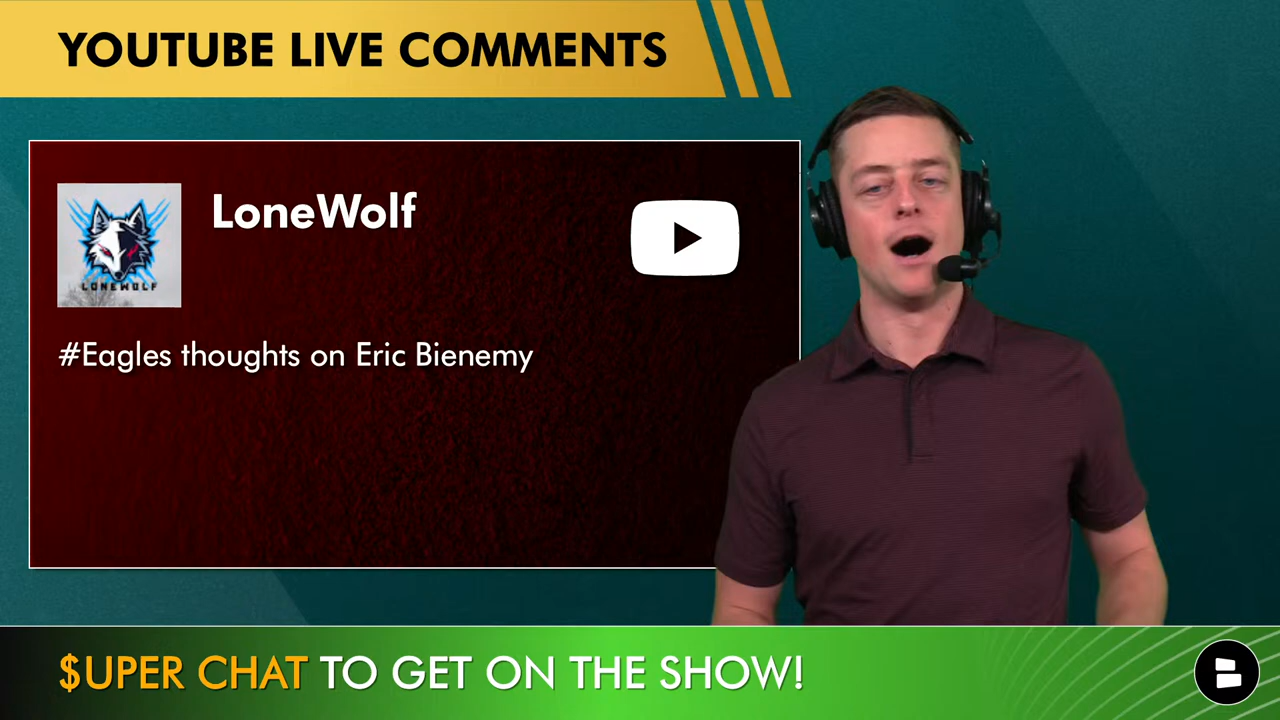 YOUTUBE LIVE COMMENTS
LoneWolf
LONEWOLF
#Eagles thoughts on Eric Bienemy
$UPER CHAT TO GET ON THE SHOW!